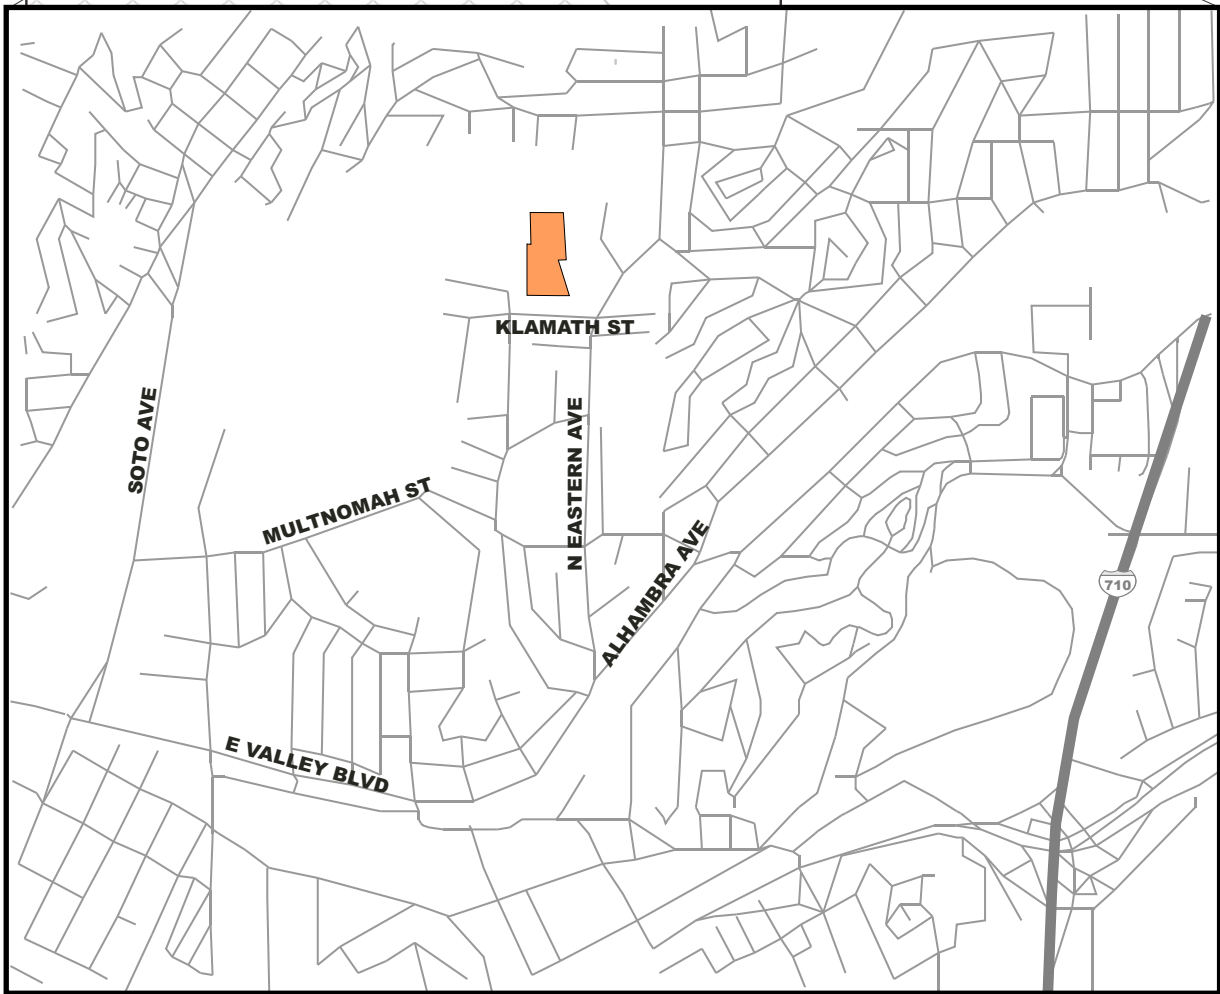 KLAMATH ST
SOTO AVE
N EASTERN AVE
MULTNOMAH ST
ALHAMBRA AVE
710
E VALLEY BLVD